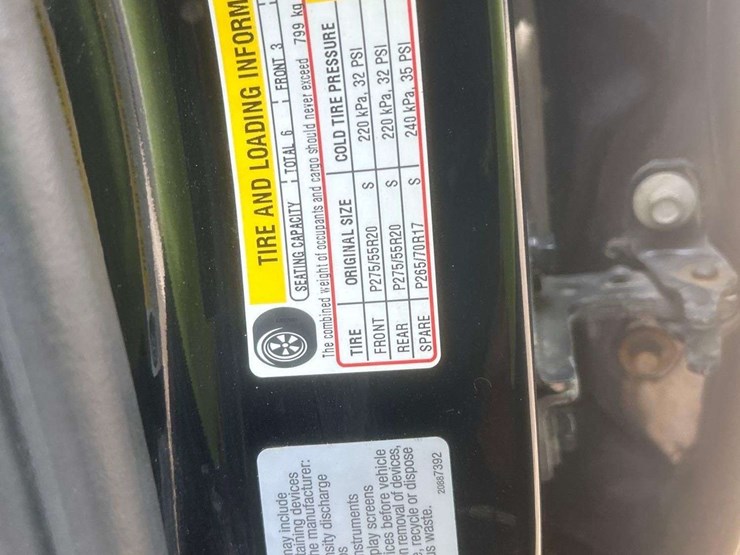 TIRE AND LOADING INFORM
SEATING CAPACITY TOTAL 6 FRONT 3
The combined weight of occupants and cargo should never exceed 799 kg
TIRE ORIGINAL SIZE COLD TIRE PRESSURE
FRONT P275/55R20 S 220 kPa, 32 PSI
REAR P275/55R20 S 220 kPa, 32 PSI
SPARE P265/70R17 S 240 kPa, 35 PSI
may include
taining devices
he manufacturer:
nsity discharge
os
nstruments
play screens
ices before vehicle
n removal of devices,
e, recycle or dispose
us waste. 20887392